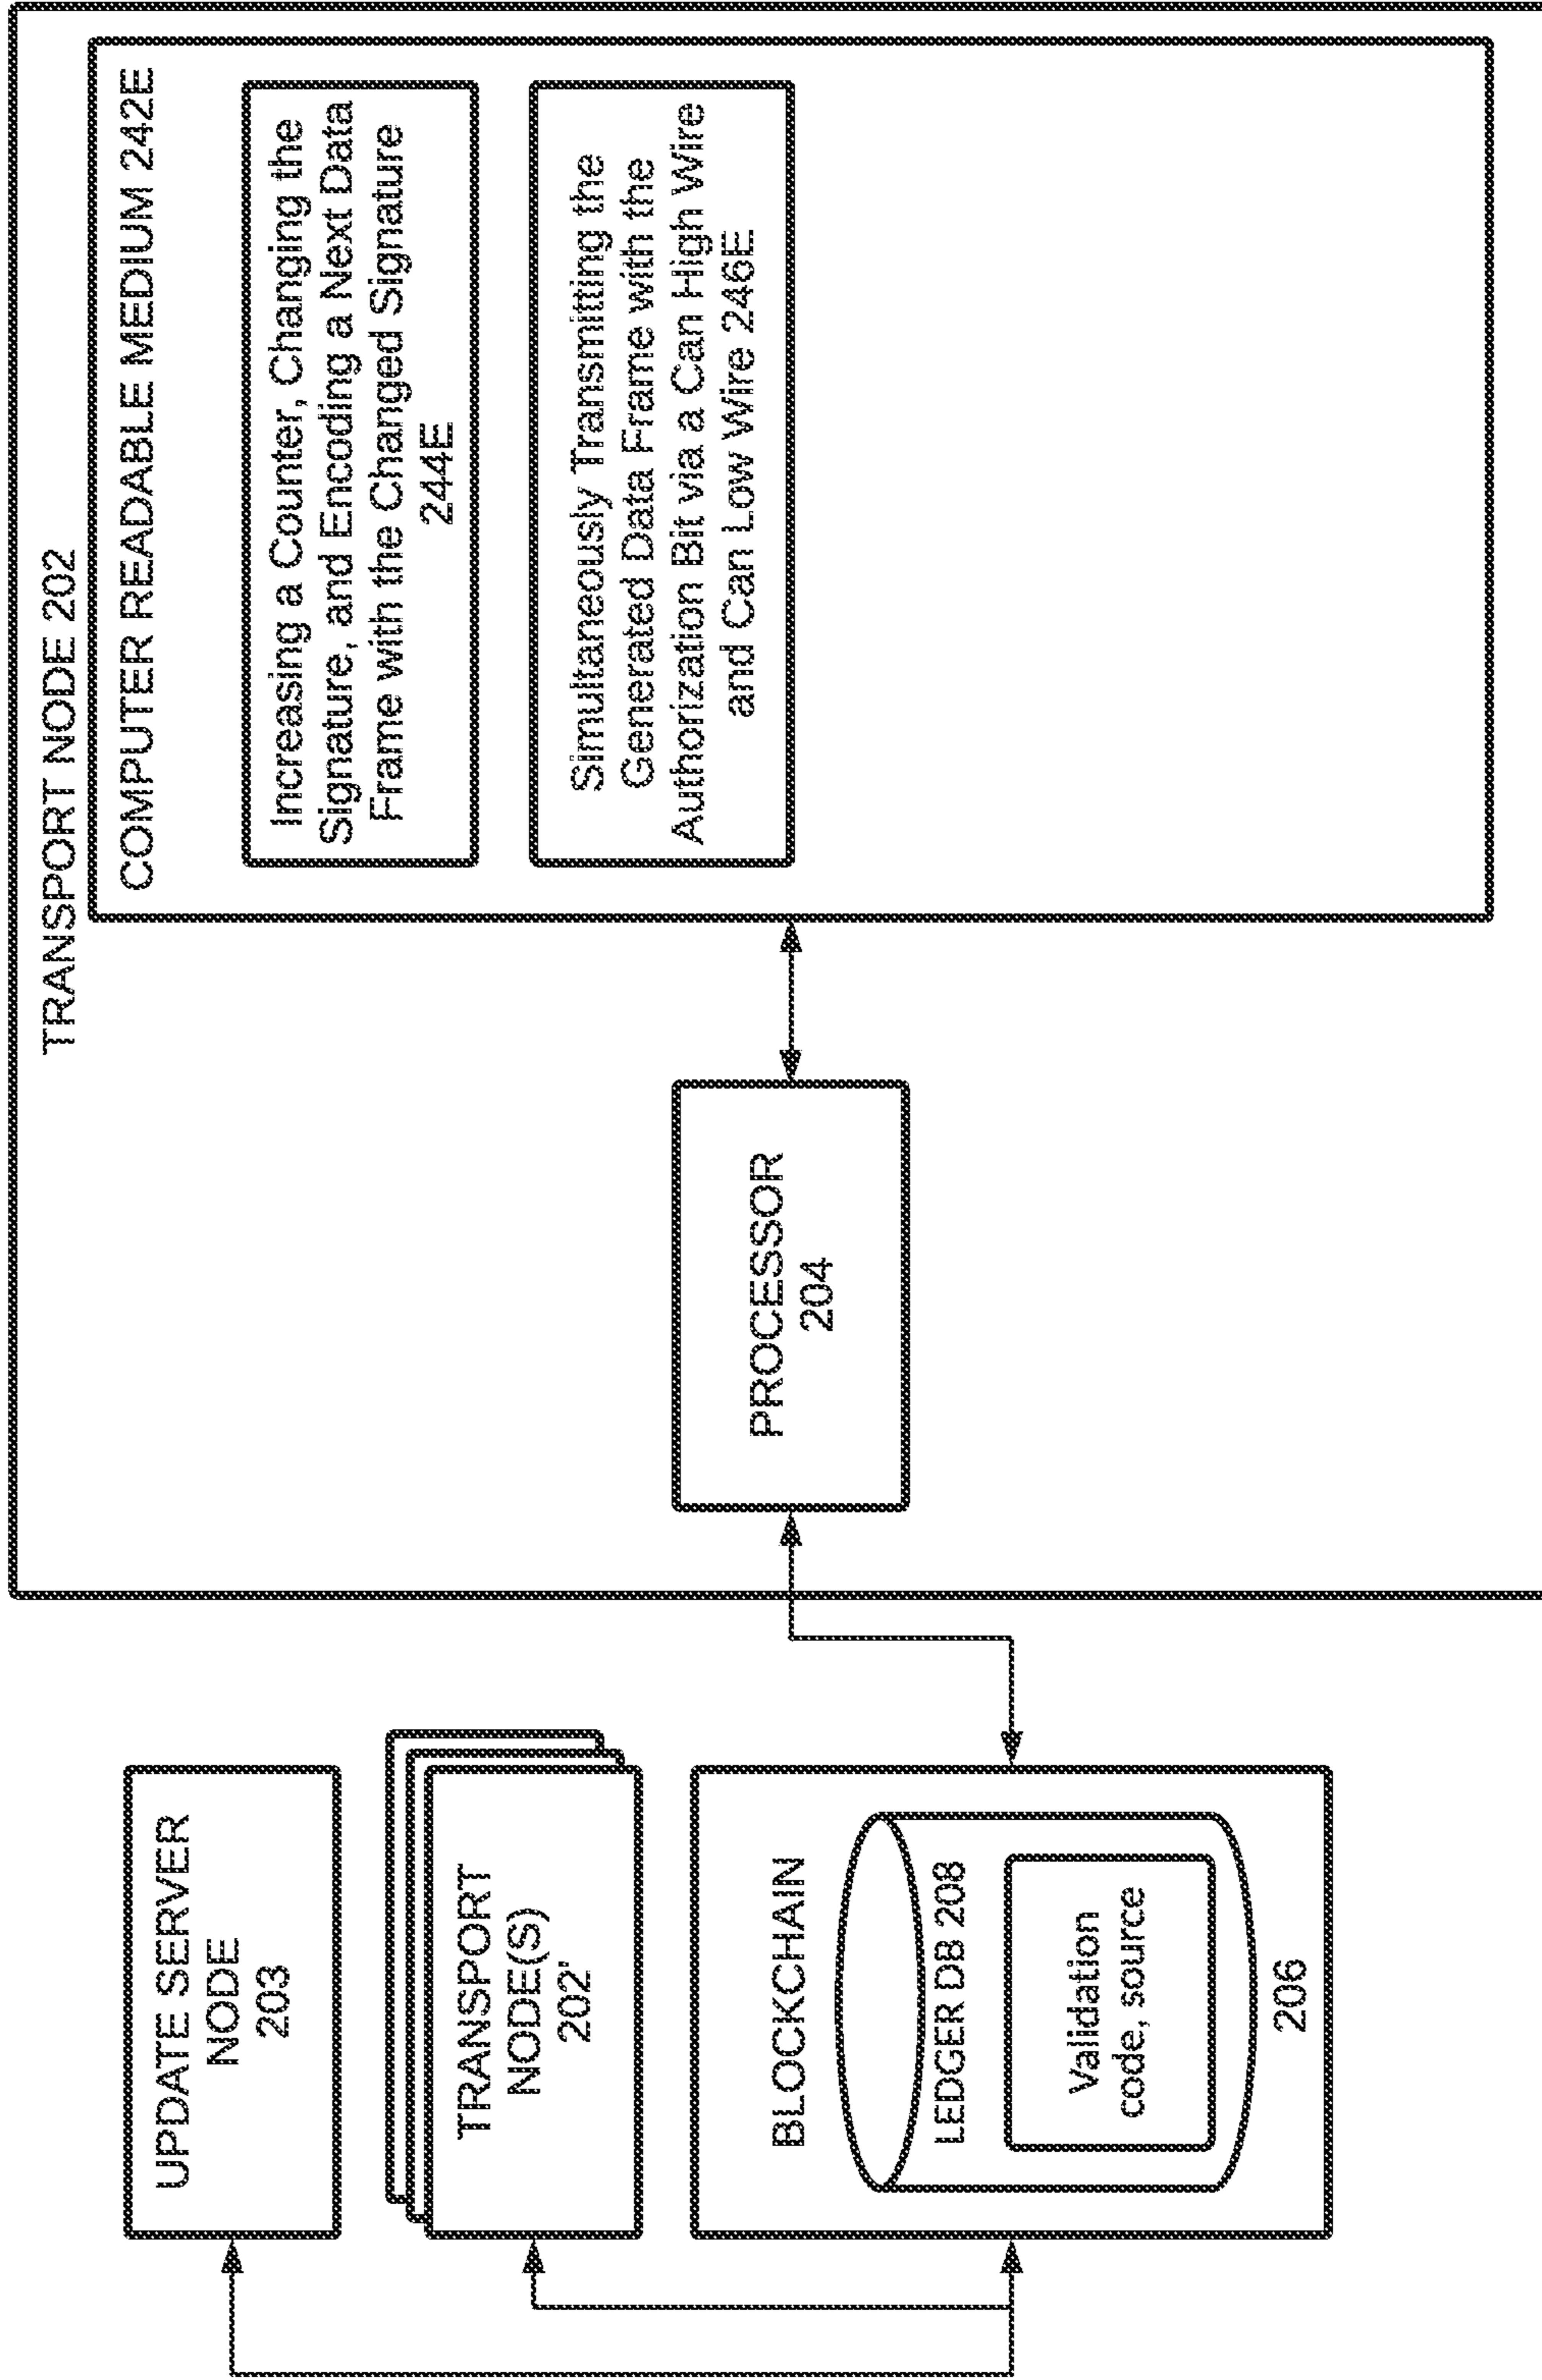 UPDATE SERVER
NODE
203
TRANSPORT
NODE(S)
202'
BLOCKCHAIN
LEDGER DB 208
Validation
code, source
206
TRANSPORT NODE 202
PROCESSOR
204
COMPUTER READABLE MEDIUM 242E
Increasing a Counter, Changing the
Signature, and Encoding a Next Data
Frame with the Changed Signature
244E
Simultaneously Transmitting the
Generated Data Frame with the
Authorization Bit via a Can High Wire
and Can Low Wire 246E